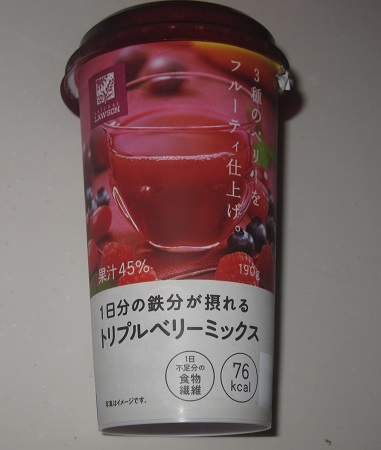 NATURAL
LAWSON
3種のベリーを
フルーティ仕上げ。
果汁45%
190g
1日分の鉄分が摂れる
トリプルベリーミックス
1日
不足分の
食物
繊維
76
kcal
写真はイメージです。